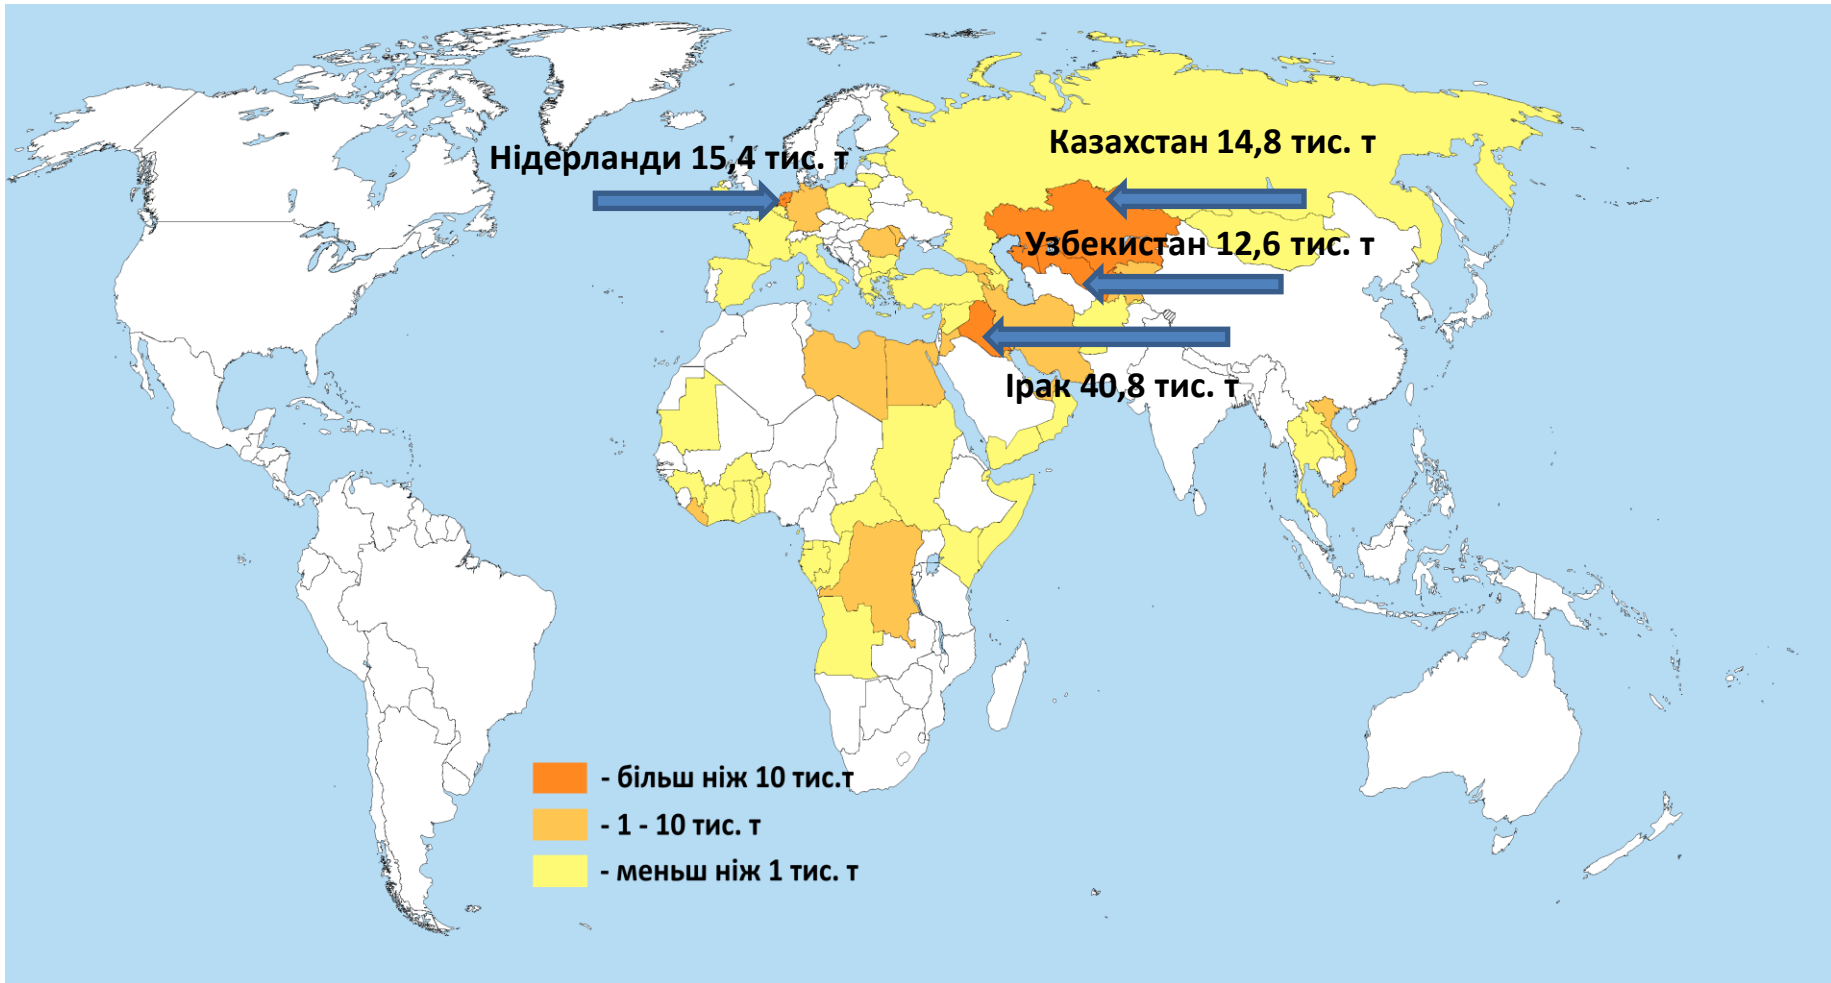 Нідерланди 15,4 тис. т
Казахстан 14,8 тис. т
Узбекистан 12,6 тис. т
Ірак 40,8 тис. т
- більш ніж 10 тис.т
- 1 - 10 тис. т
- меньш ніж 1 тис. т